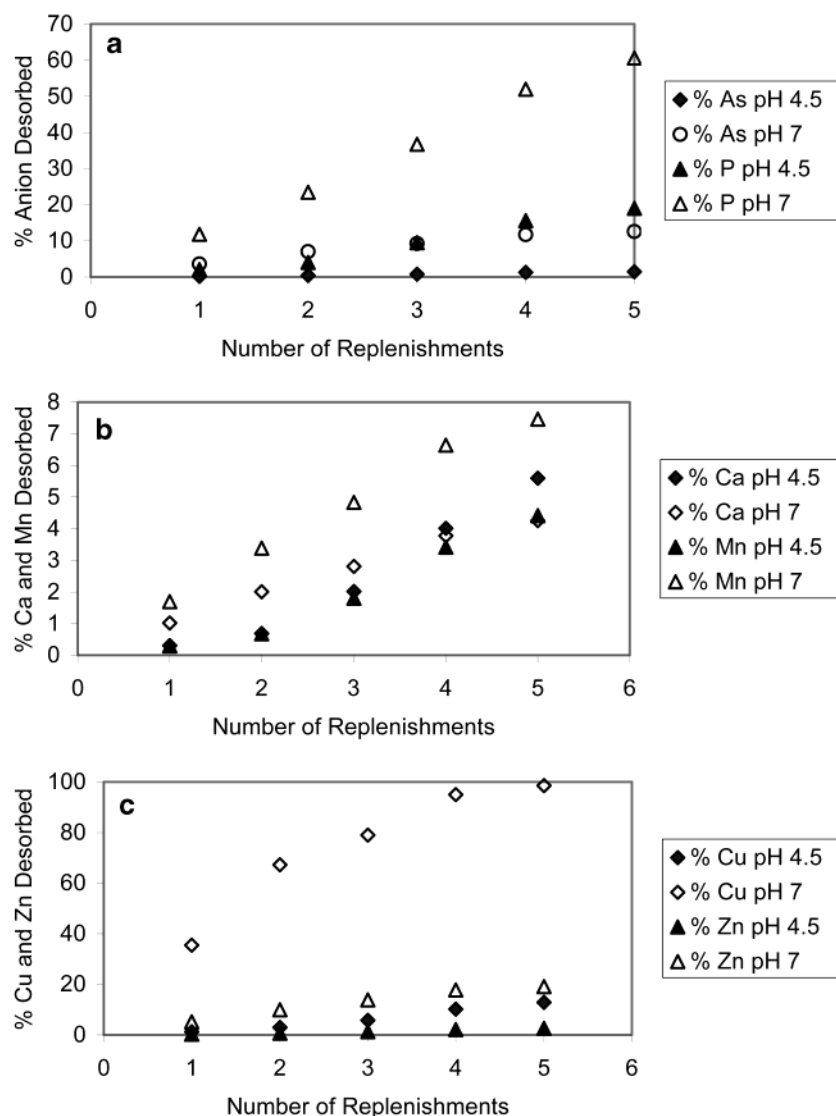 a
% Anion Desorbed
70
60
50
40
30
20
10
0
0 1 2 3 4 5
Number of Replenishments
% As pH 4.5
% As pH 7
% P pH 4.5
% P pH 7
b
% Ca and Mn Desorbed
8
7
6
5
4
3
2
1
0
0 1 2 3 4 5 6
Number of Replenishments
% Ca pH 4.5
% Ca pH 7
% Mn pH 4.5
% Mn pH 7
c
% Cu and Zn Desorbed
100
80
60
40
20
0
0 1 2 3 4 5 6
Number of Replenishments
% Cu pH 4.5
% Cu pH 7
% Zn pH 4.5
% Zn pH 7